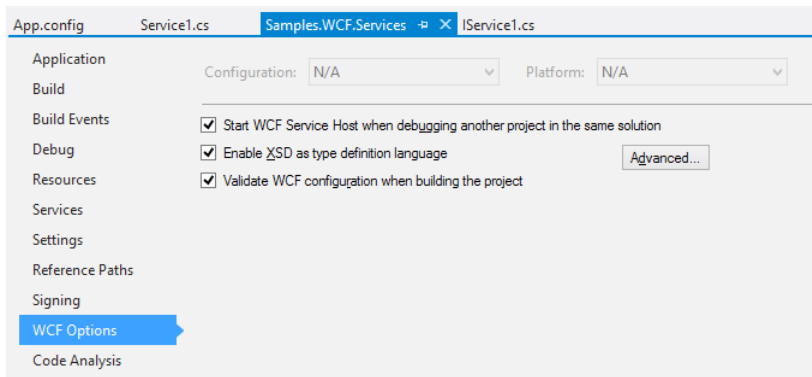 App.config Service1.cs Samples.WCF.Services IService1.cs
Application
Configuration: N/A Platform: N/A
Build
Build Events
Start WCF Service Host when debugging another project in the same solution
Debug
Enable XSD as type definition language
Advanced...
Resources
Validate WCF configuration when building the project
Services
Settings
Reference Paths
Signing
WCF Options
Code Analysis